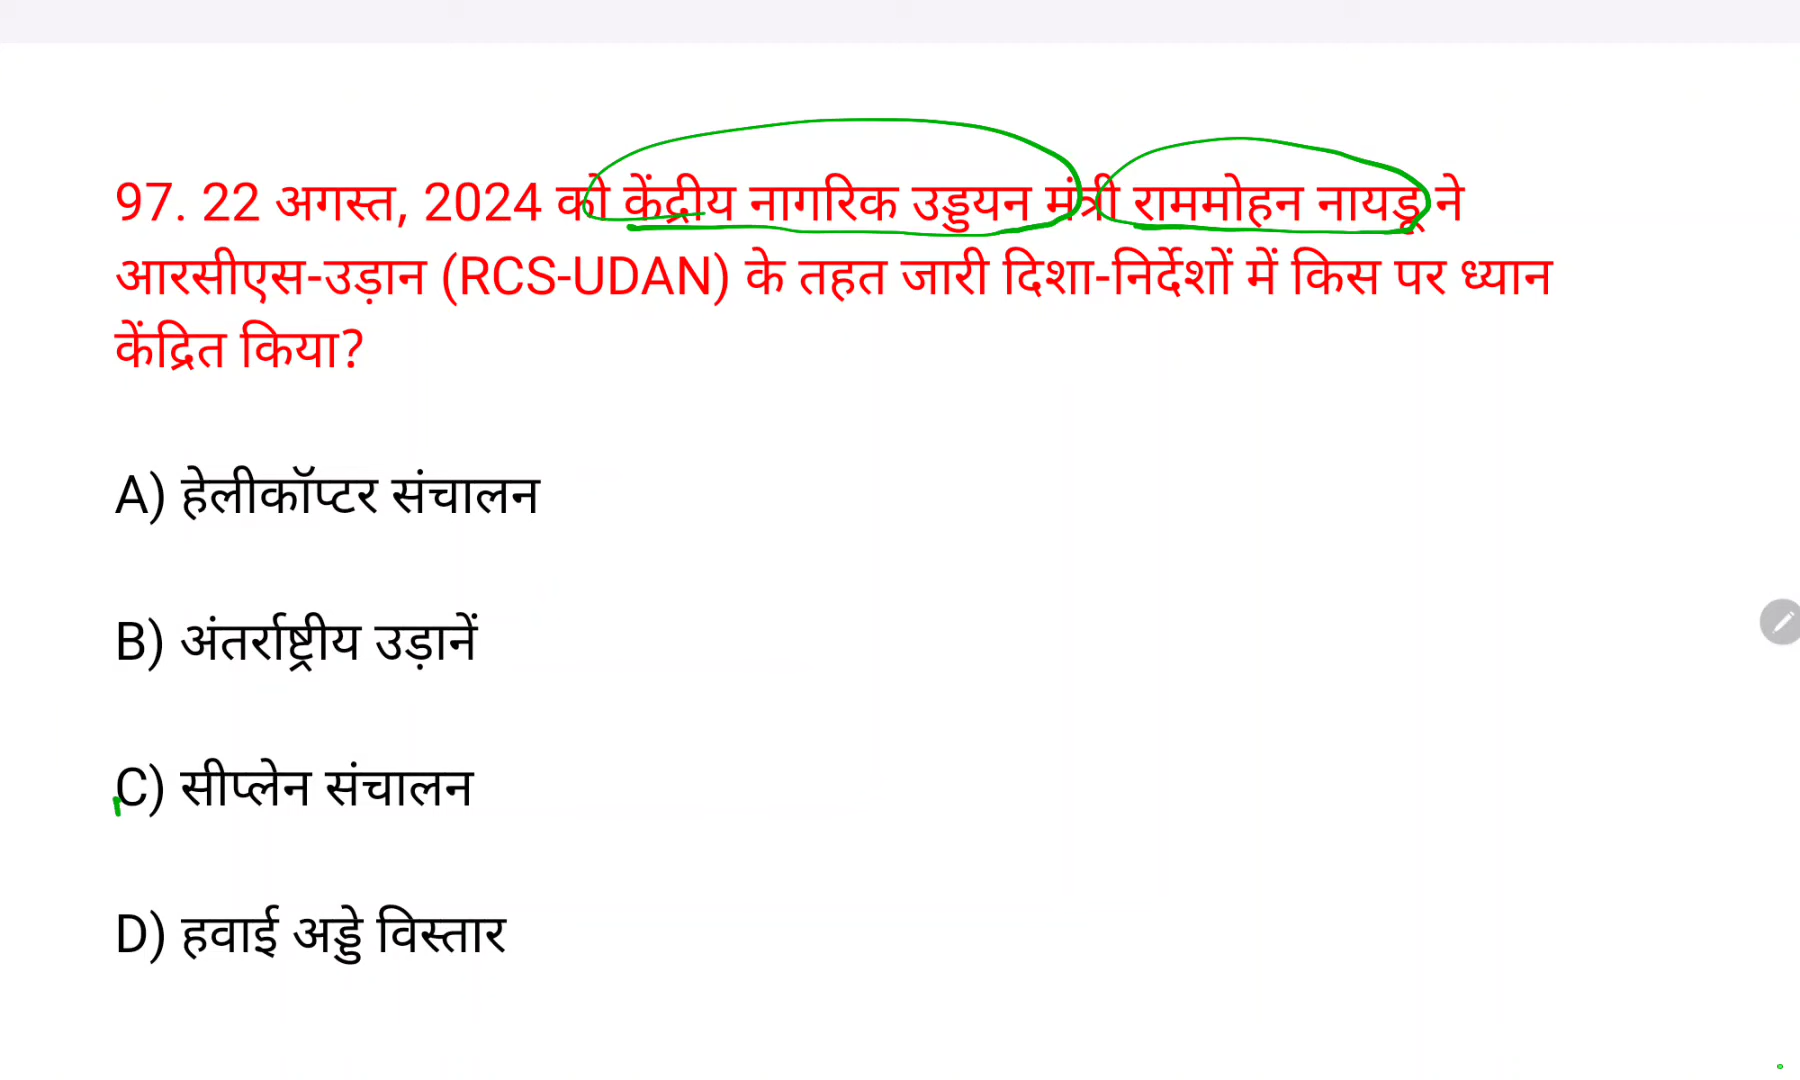 97. 22 अगस्त, 2024 को केंद्रीय नागरिक उड्डयन मंत्री राममोहन नायडू ने
आरसीएस-उड़ान (RCS-UDAN) के तहत जारी दिशा-निर्देशों में किस पर ध्यान
केंद्रित किया?
A) हेलीकॉप्टर संचालन
B) अंतर्राष्ट्रीय उड़ानें
C) सीप्लेन संचालन
D) हवाई अड्डे विस्तार